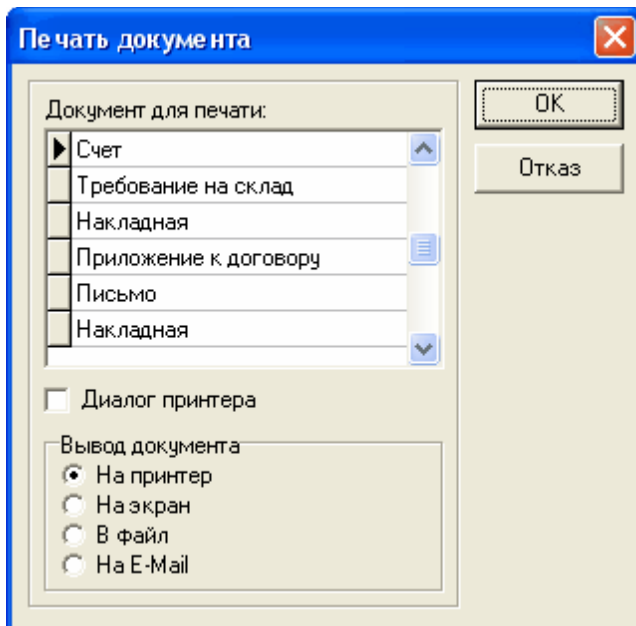 Печать документа
Документ для печати:
Счет
Требование на склад
Накладная
Приложение к договору
Письмо
Накладная
Диалог принтера
Вывод документа
На принтер
На экран
В файл
На E-Mail
OK
Отказ